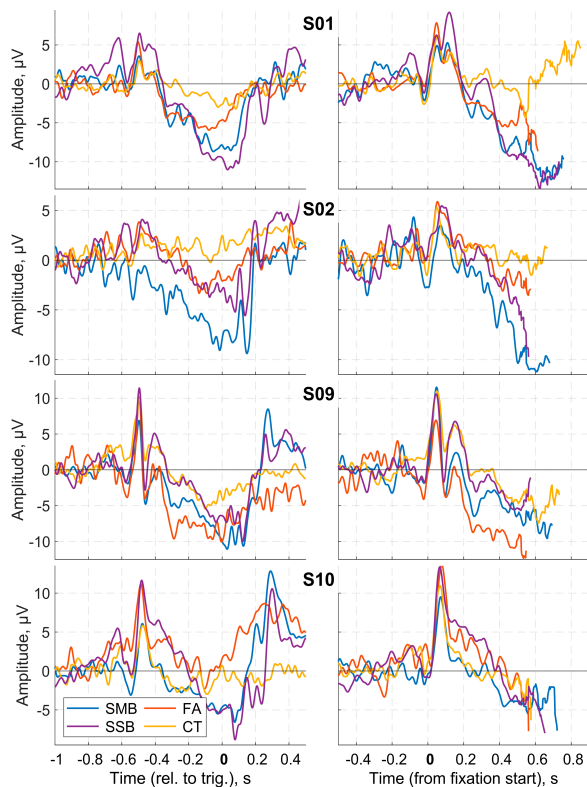 S01
Amplitude, µV
5
0
-5
-10
S02
Amplitude, µV
5
0
-5
-10
S09
Amplitude, µV
10
5
0
-5
-10
S10
Amplitude, µV
10
5
0
-5
SMB FA
SSB CT
-1 -0.8 -0.6 -0.4 -0.2 0 0.2 0.4
-0.4 -0.2 0 0.2 0.4 0.6 0.8
Time (rel. to trig.), s
Time (from fixation start), s